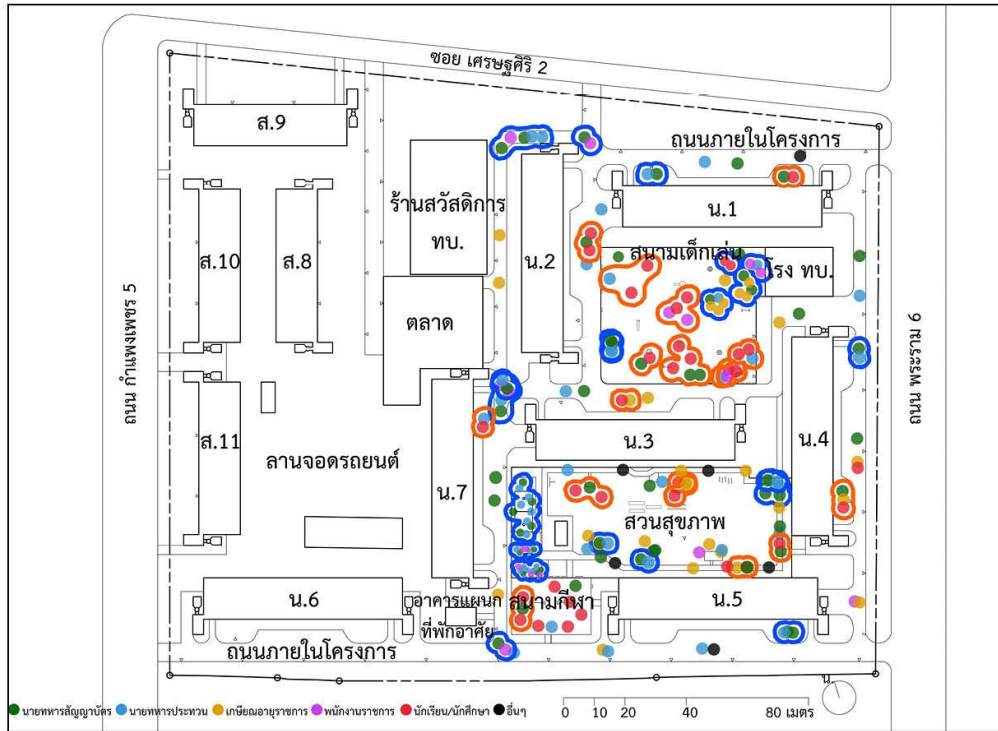 ซอย เศรษฐศิริ 2
ส.9
ถนนภายในโครงการ
ร้านสวัสดิการ
ทบ.
น.1
น.2
สนามเด็กเล่น
โรง ทบ.
ส.10
ส.8
ตลาด
ถนน กำแพงเพชร 5
ถนน พระราม 6
ส.11
ลานจอดรถยนต์
น.3
น.4
น.7
สวนสุขภาพ
น.6
อาคารแผนก
ที่พักอาศัย
สนามกีฬา
น.5
ถนนภายในโครงการ
น.
นายทหารสัญญาบัตร นายทหารประทวน เกษียณอายุราชการ พนักงานราชการ นักเรียน/นักศึกษา อื่นๆ
0 10 20 40 80 เมตร